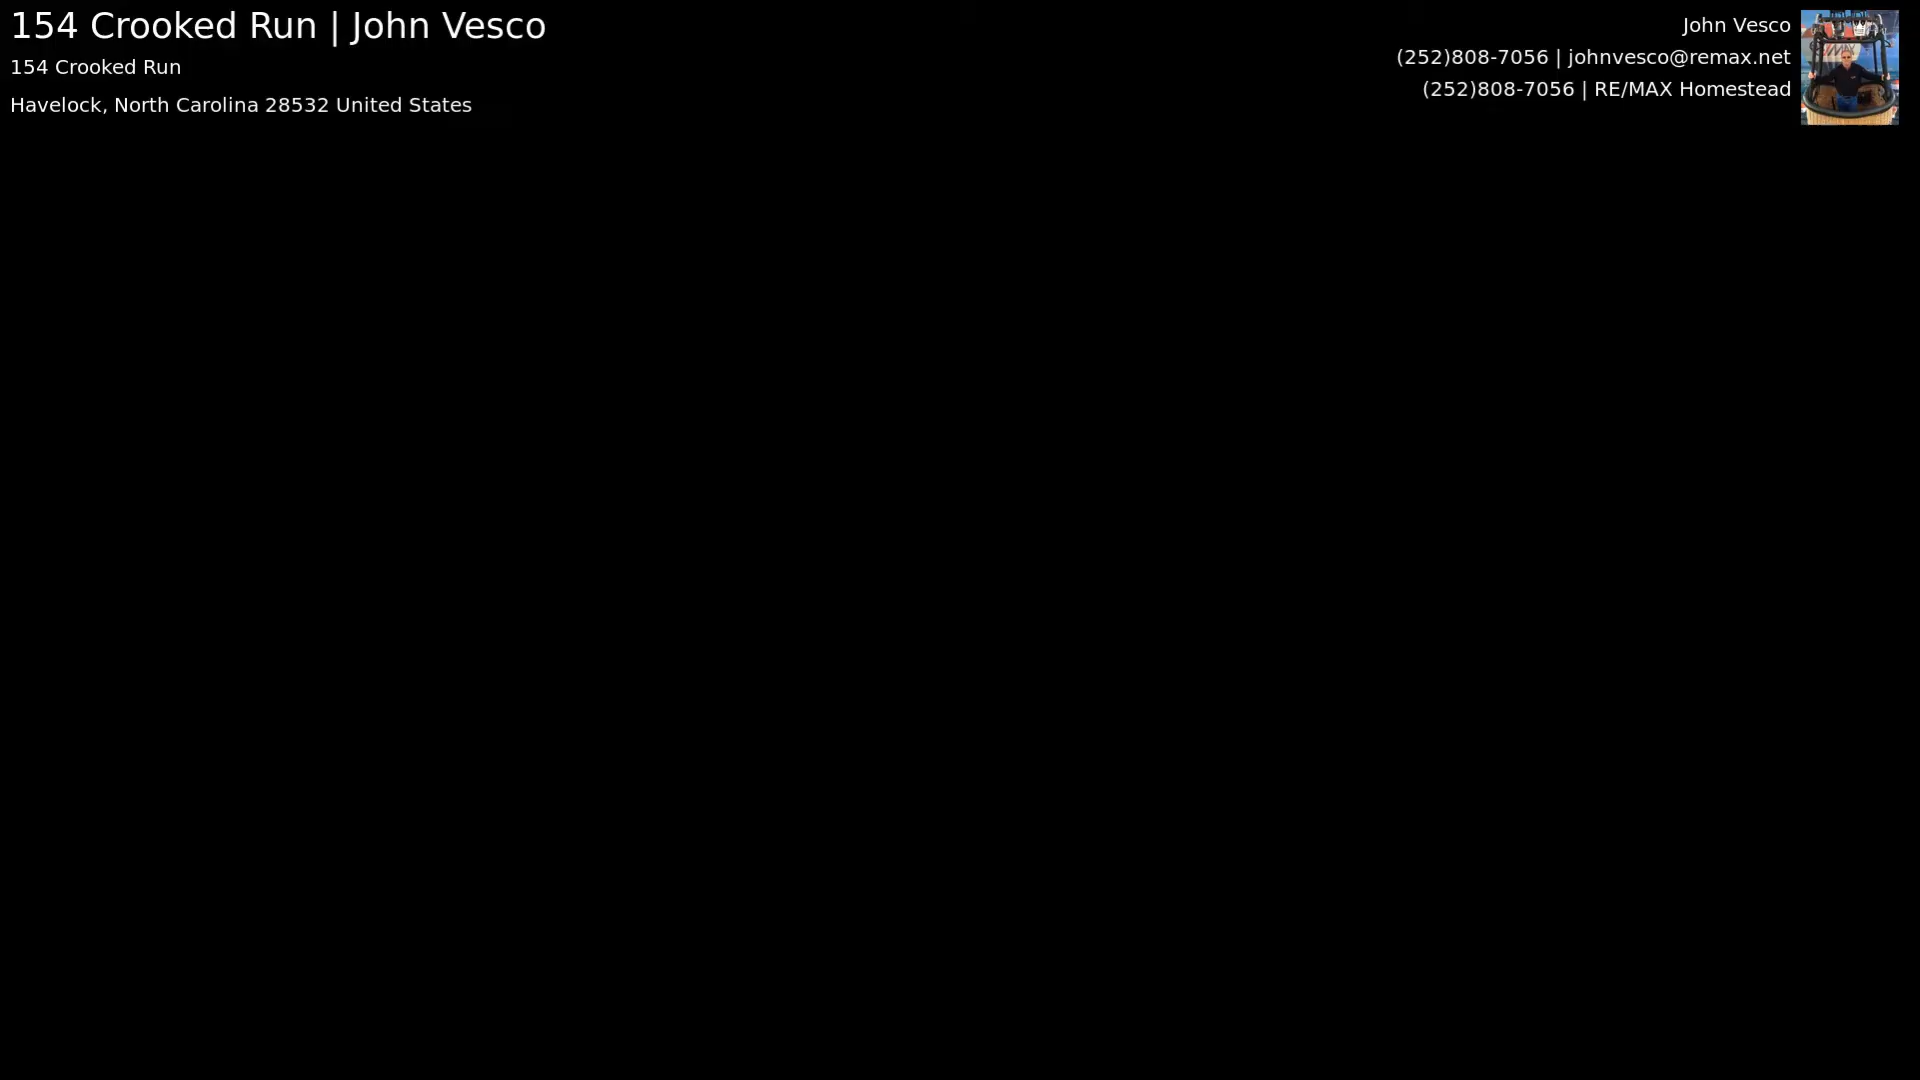 154 Crooked Run | John Vesco
154 Crooked Run
Havelock, North Carolina 28532 United States
John Vesco
(252)808-7056 | johnvesco@remax.net
(252)808-7056 | RE/MAX Homestead